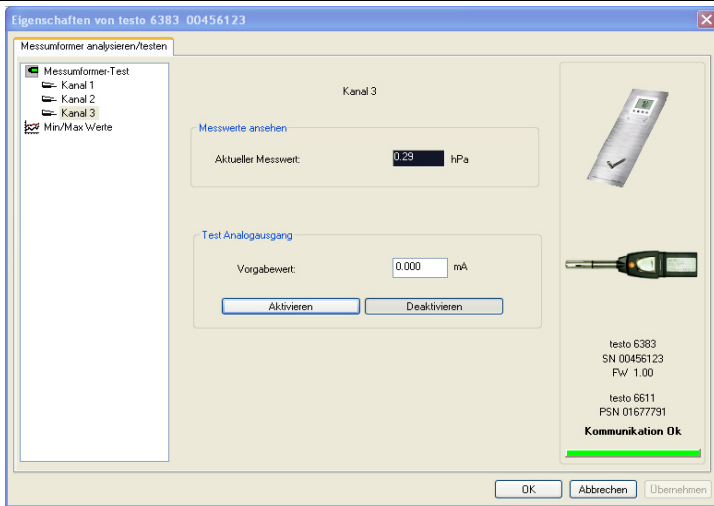 Eigenschaften von testo 6383 00456123
Messumformer analysieren/testen
Messumformer-Test
Kanal 1
Kanal 2
Kanal 3
Min/Max Werte
Kanal 3
Messwerte ansehen
Aktueller Messwert: 0.29 hPa
Test Analogausgang
Vorgabewert: 0.000 mA
Aktivieren Deaktivieren
testo 6383
SN 00456123
FW 1.00
testo 6611
PSN 01677791
Kommunikation Ok
OK Abbrechen Übernehmen